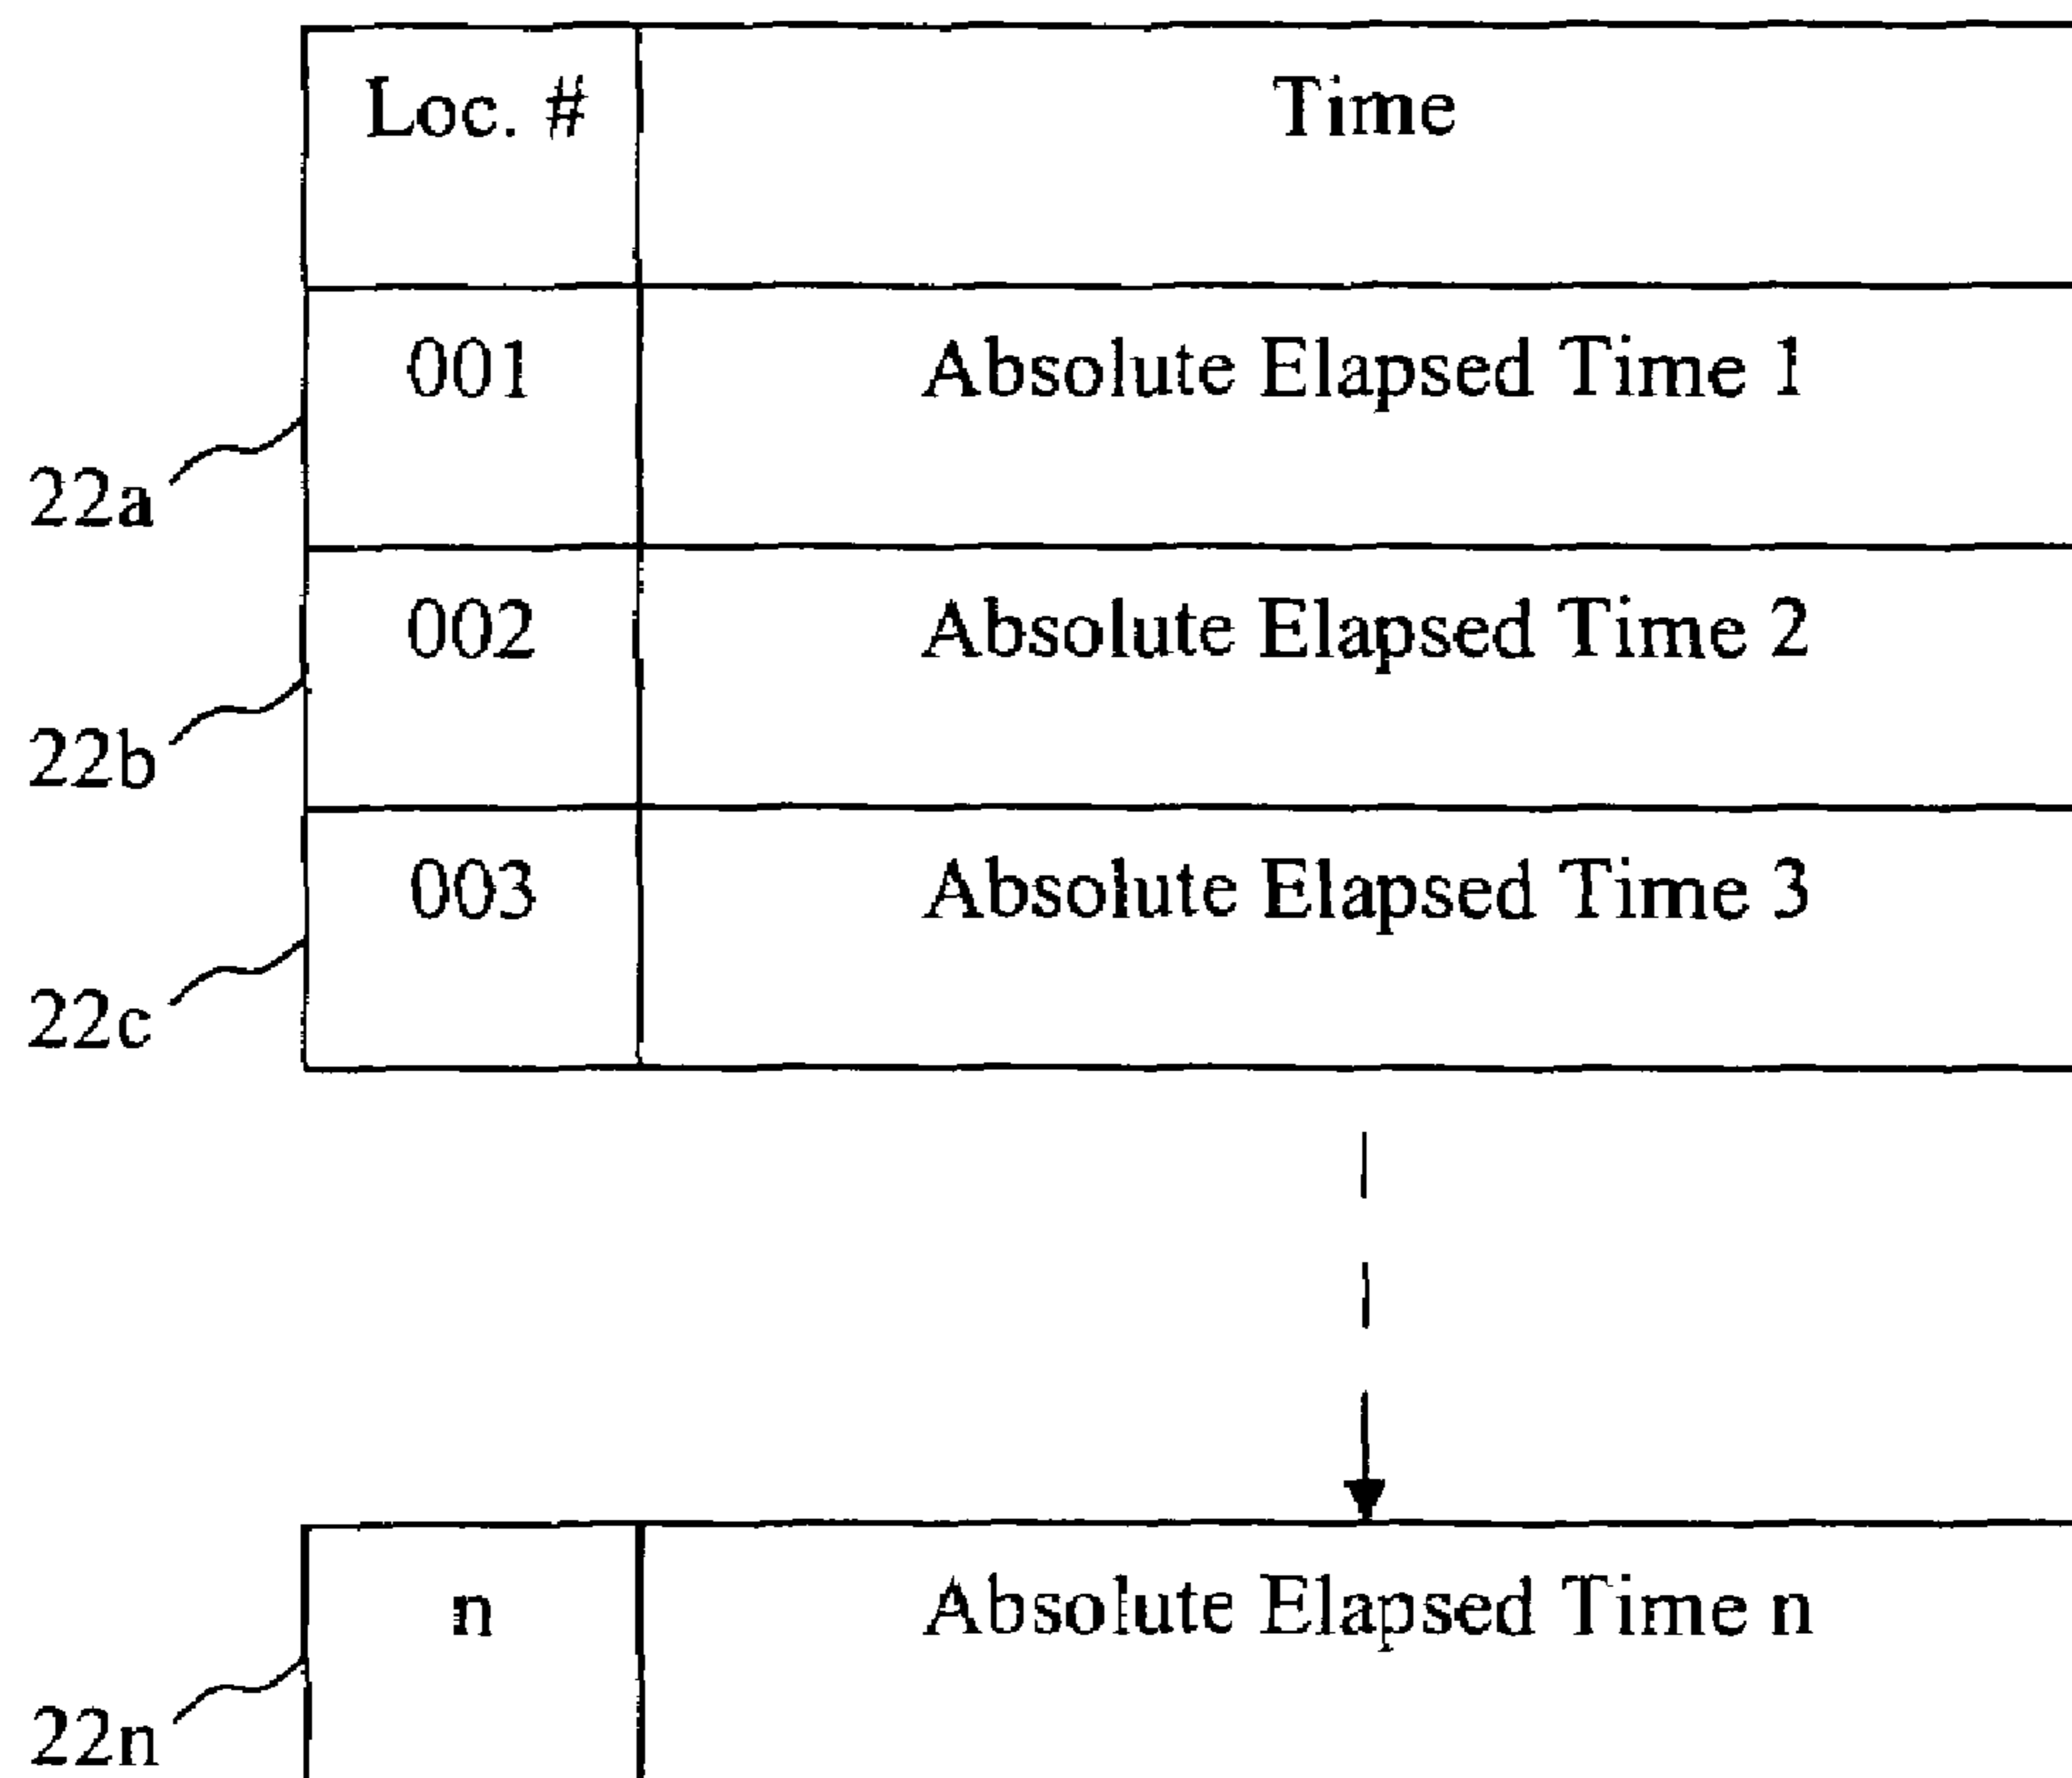 Loc. # Time
001 Absolute Elapsed Time 1
22a
002 Absolute Elapsed Time 2
22b
003 Absolute Elapsed Time 3
22c
n Absolute Elapsed Time n
22n